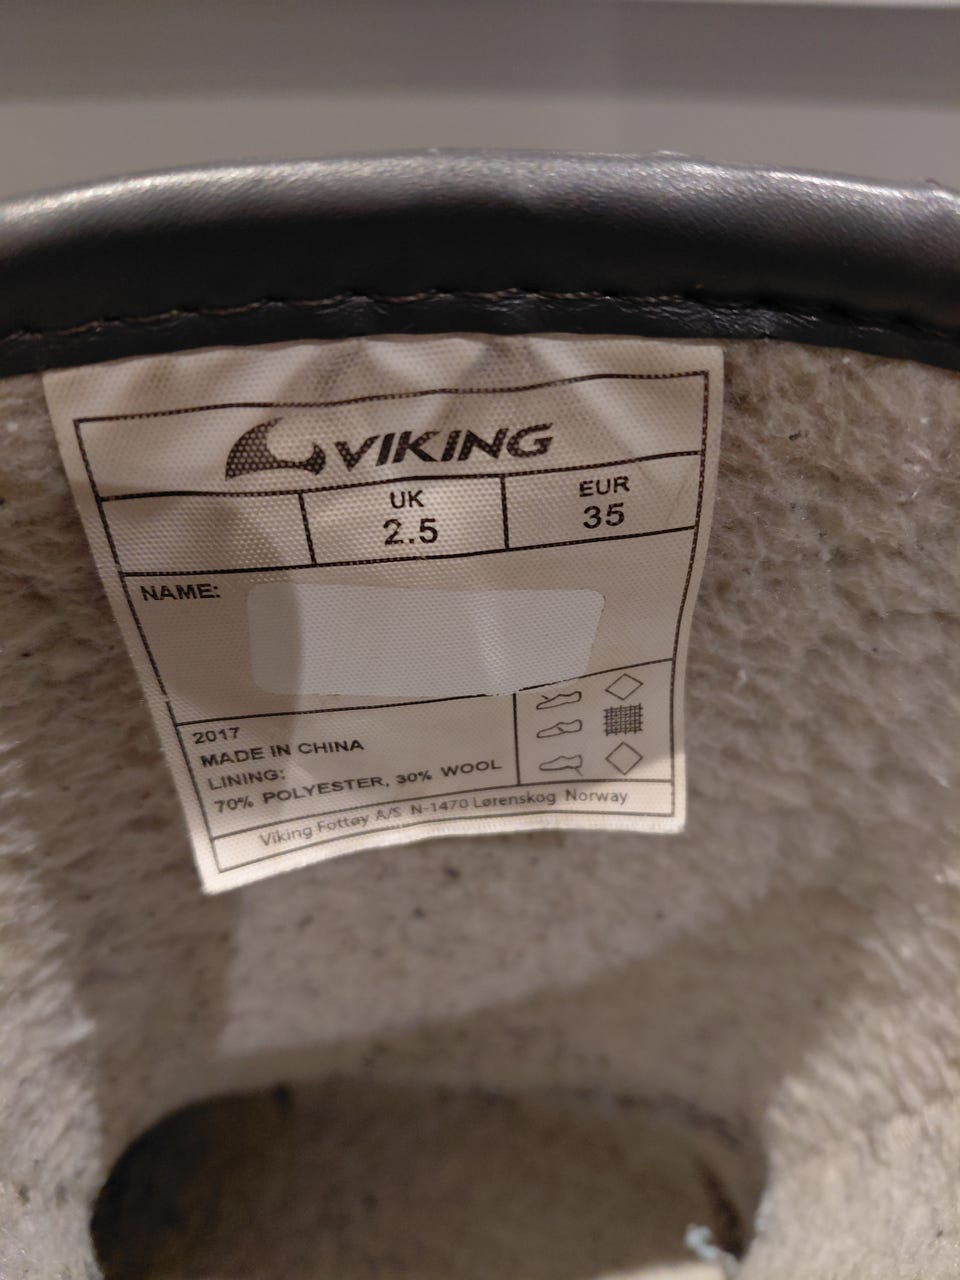 VIKING
UK EUR
2.5 35
NAME:
2017
MADE IN CHINA
LINING:
70% POLYESTER, 30% WOOL
Viking Fottøy A/S N-1470 Lørenskog Norway